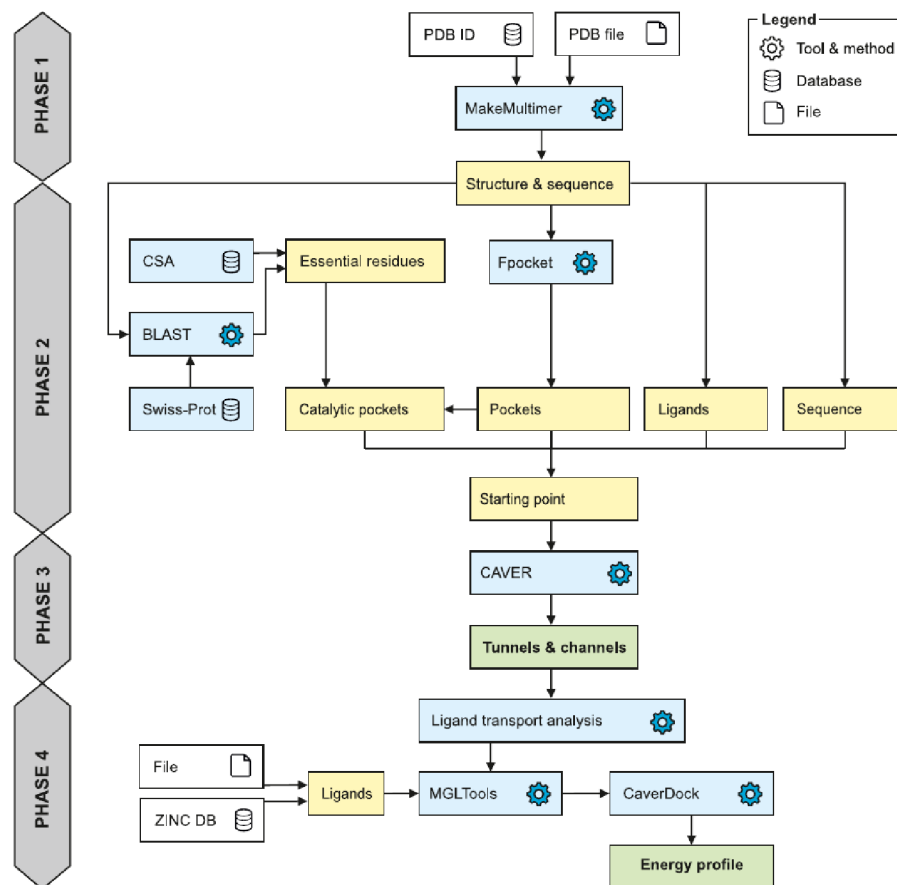 PDB ID
PDB file
Legend
Tool & method
Database
File
PHASE 1
MakeMultimer
Structure & sequence
PHASE 2
CSA
Essential residues
Fpocket
BLAST
Swiss-Prot
Catalytic pockets
Pockets
Ligands
Sequence
Starting point
PHASE 3
CAVER
Tunnels & channels
PHASE 4
Ligand transport analysis
File
Ligands
MGLTools
CaverDock
ZINC DB
Energy profile